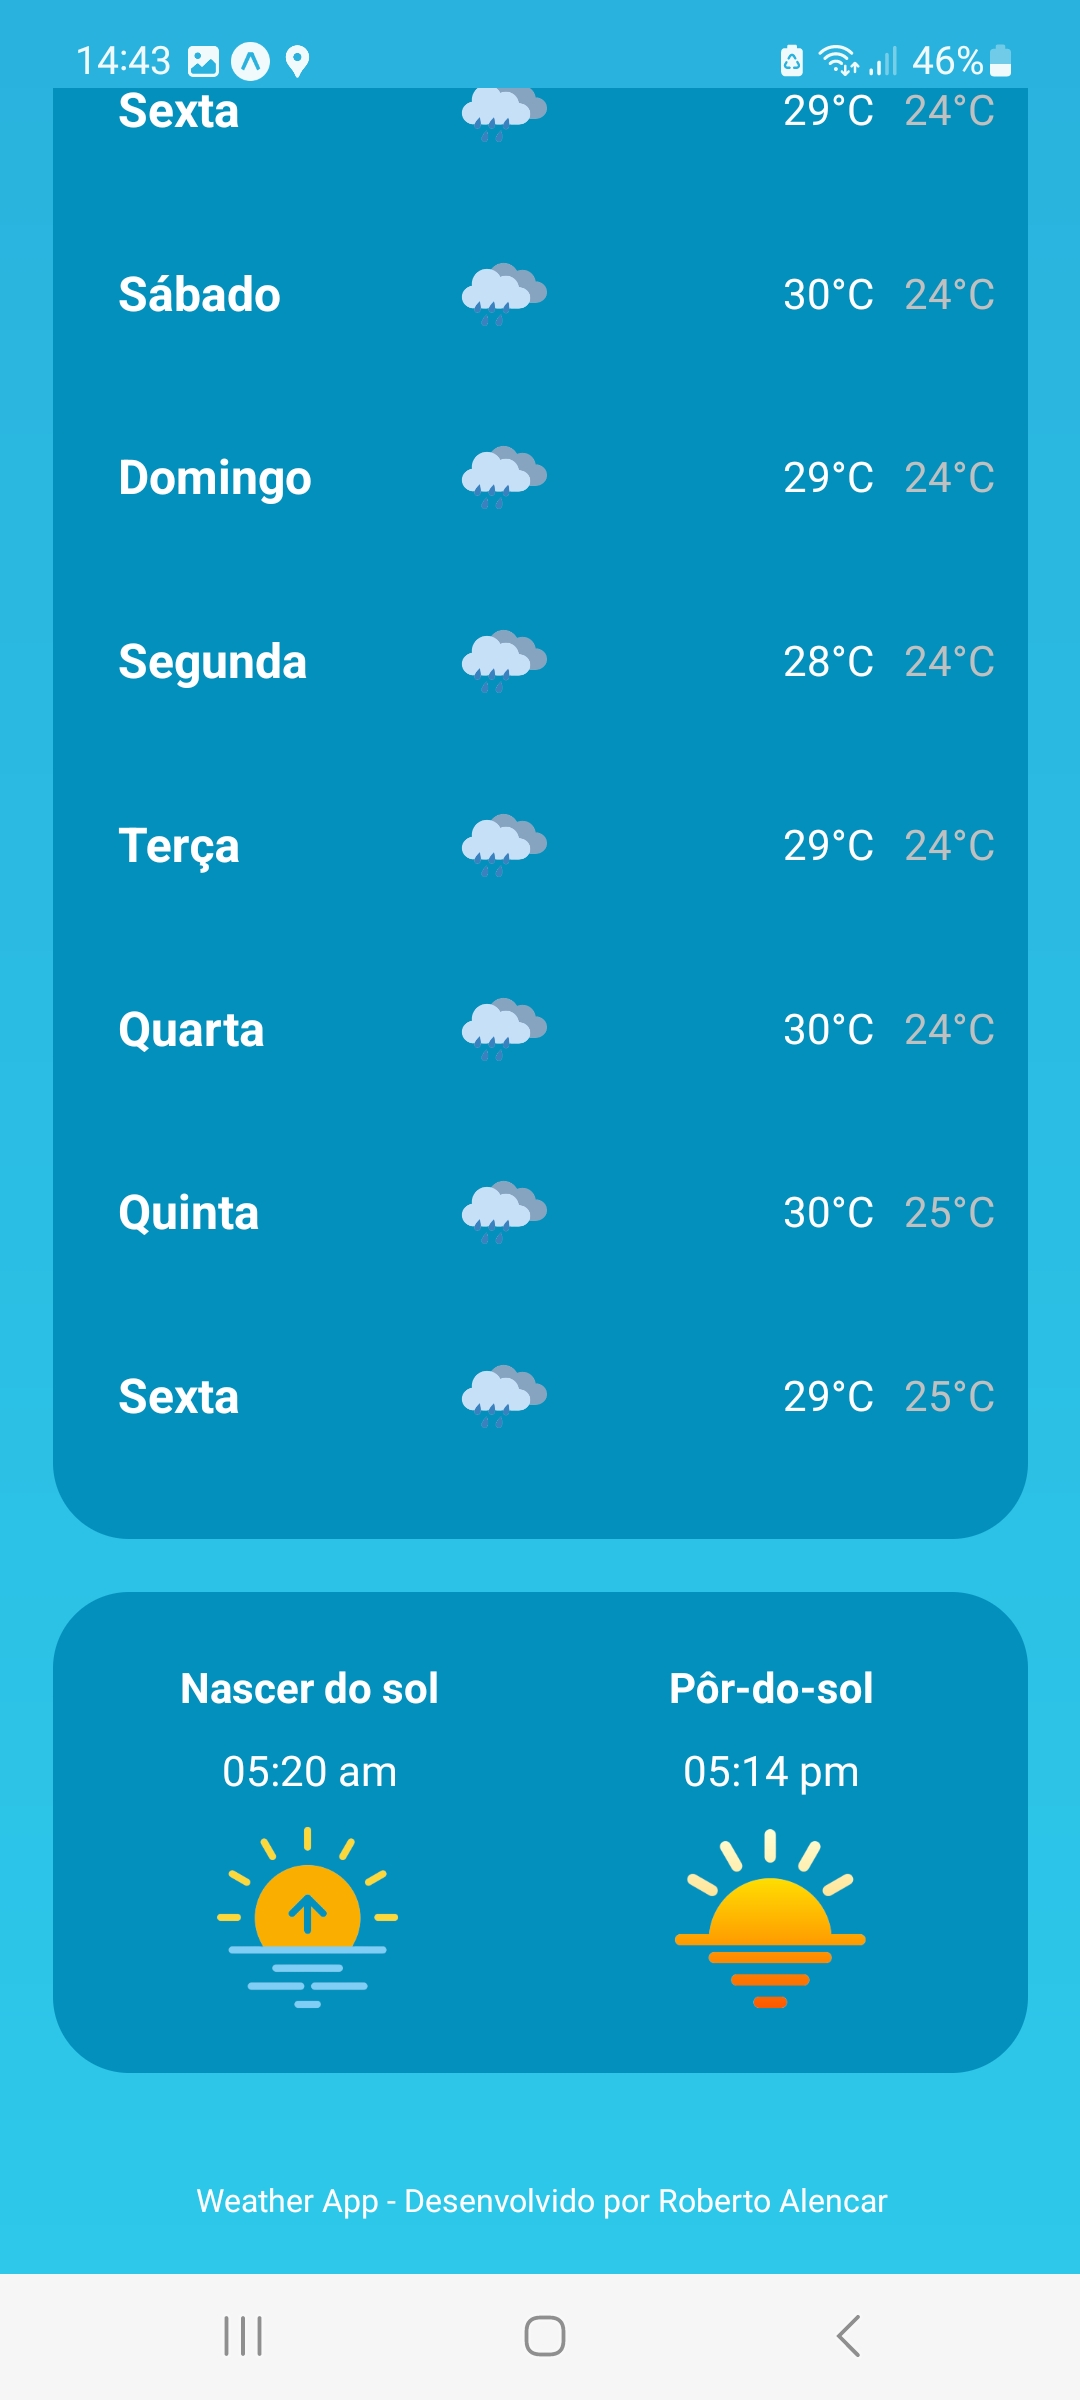 14:43 46%
Sexta 29°C 24°C
Sábado 30°C 24°C
Domingo 29°C 24°C
Segunda 28°C 24°C
Terça 29°C 24°C
Quarta 30°C 24°C
Quinta 30°C 25°C
Sexta 29°C 25°C
Nascer do sol Pôr-do-sol
05:20 am 05:14 pm
Weather App - Desenvolvido por Roberto Alencar